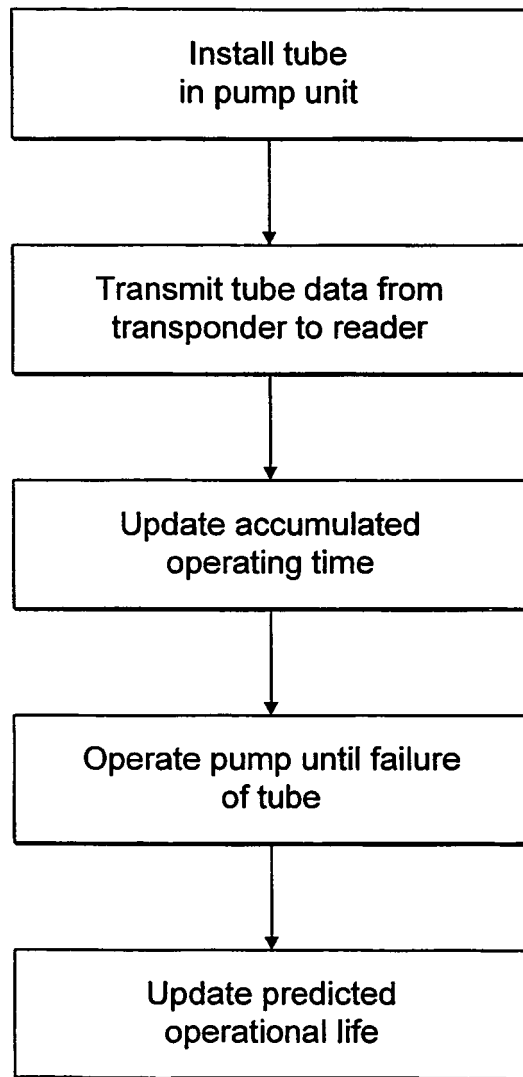 Install tube
in pump unit
Transmit tube data from
transponder to reader
Update accumulated
operating time
Operate pump until failure
of tube
Update predicted
operational life